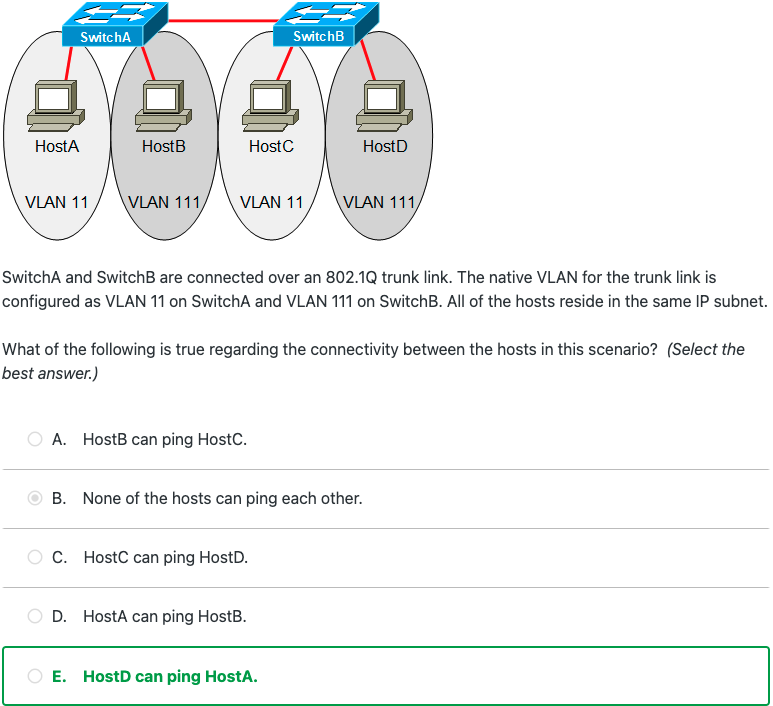 SwitchA SwitchB
HostA HostB HostC HostD
VLAN 11 VLAN 111 VLAN 11 VLAN 111
SwitchA and SwitchB are connected over an 802.1Q trunk link. The native VLAN for the trunk link is
configured as VLAN 11 on SwitchA and VLAN 111 on SwitchB. All of the hosts reside in the same IP subnet.
What of the following is true regarding the connectivity between the hosts in this scenario? (Select the
best answer.)
A. HostB can ping HostC.
B. None of the hosts can ping each other.
C. HostC can ping HostD.
D. HostA can ping HostB.
E. HostD can ping HostA.